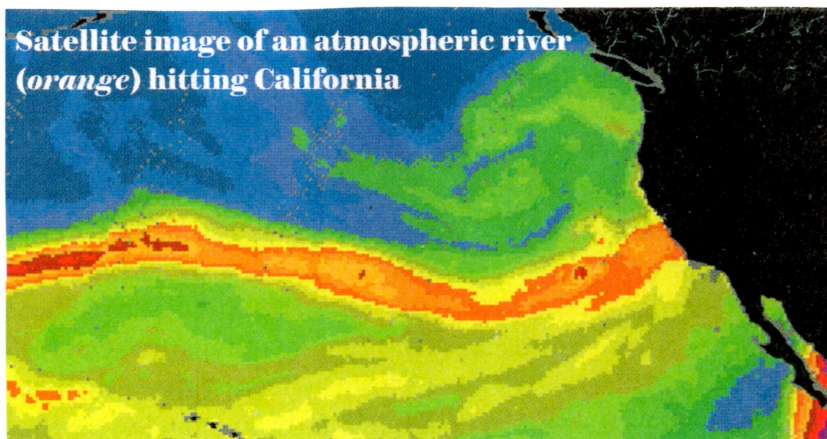 Satellite image of an atmospheric river
(orange) hitting California